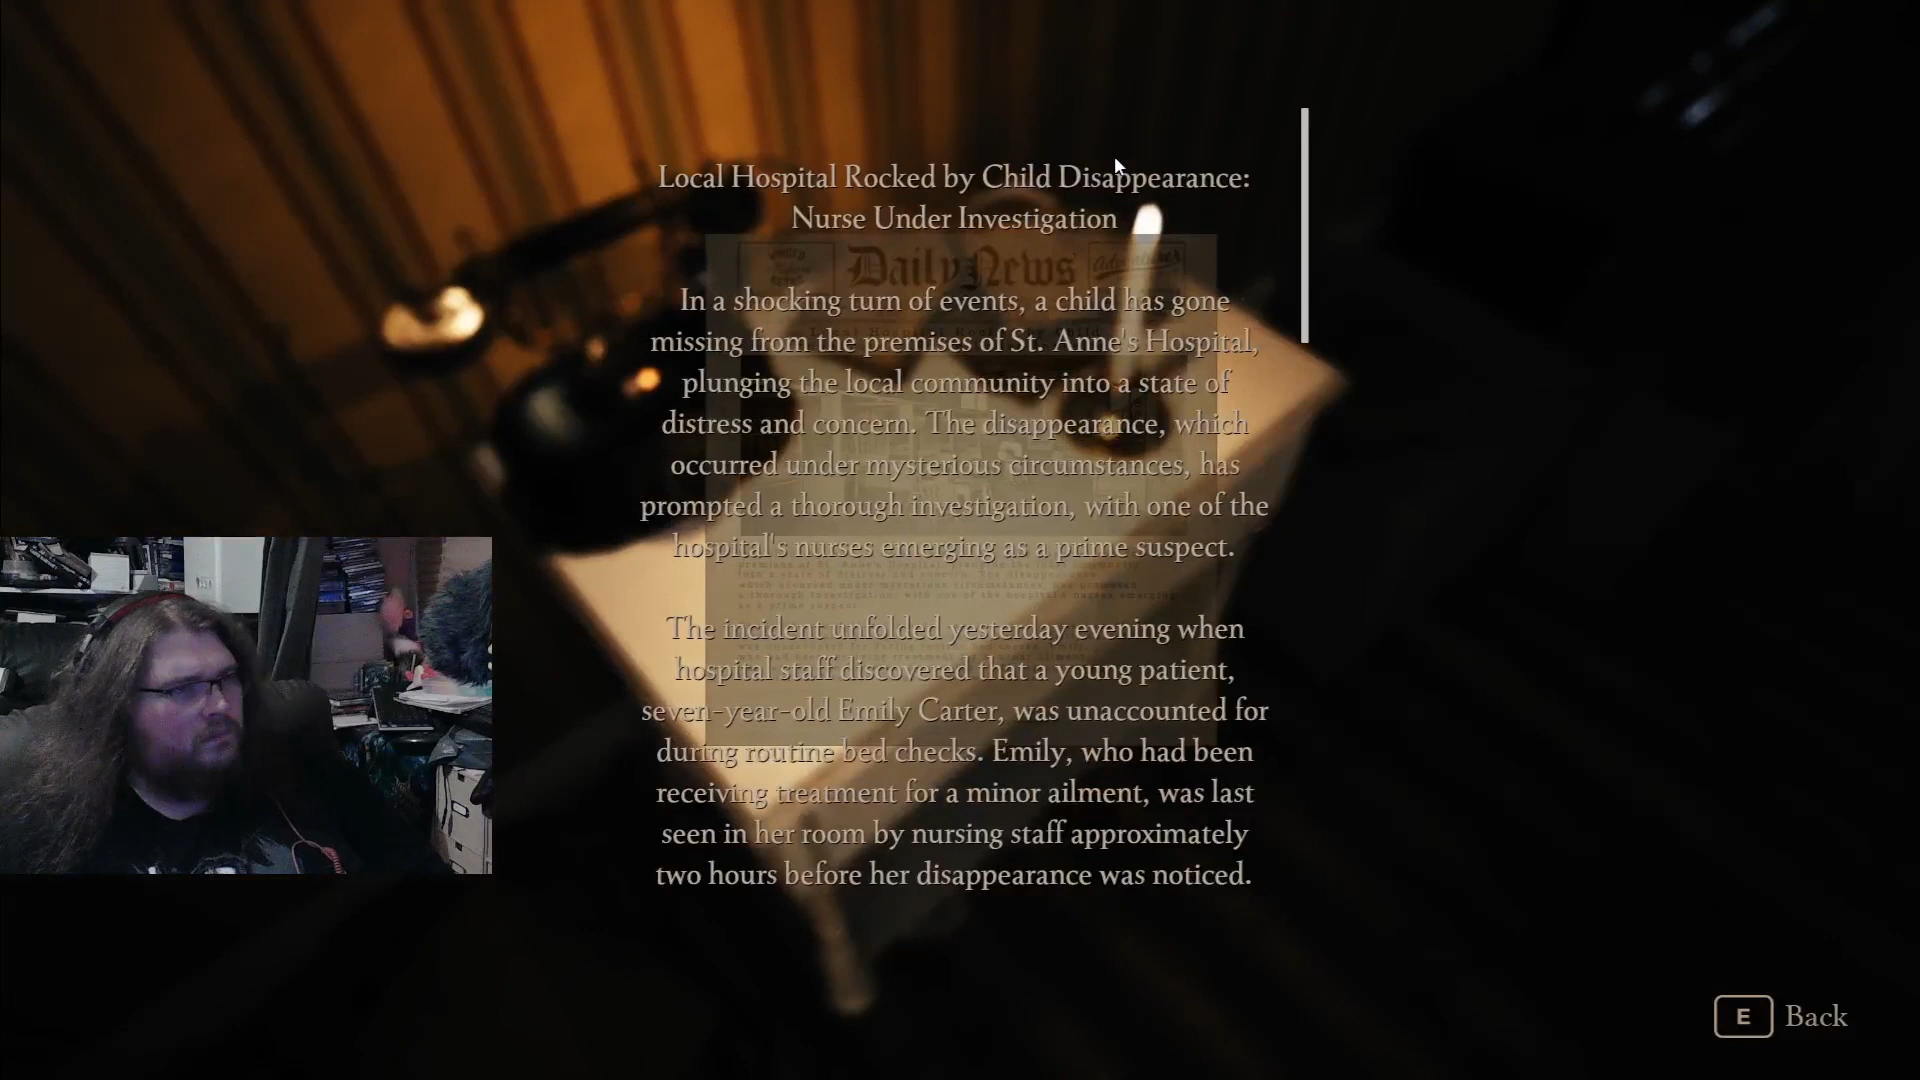 Local Hospital Rocked by Child Disappearance:
Nurse Under Investigation
Daily News
In a shocking turn of events, a child has gone
missing from the premises of St. Anne's Hospital,
plunging the local community into a state of
distress and concern. The disappearance, which
occurred under mysterious circumstances, has
prompted a thorough investigation, with one of the
hospital's nurses emerging as a prime suspect.
The incident unfolded yesterday evening when
hospital staff discovered that a young patient,
seven-year-old Emily Carter, was unaccounted for
during routine bed checks. Emily, who had been
receiving treatment for a minor ailment, was last
seen in her room by nursing staff approximately
two hours before her disappearance was noticed.
E Back